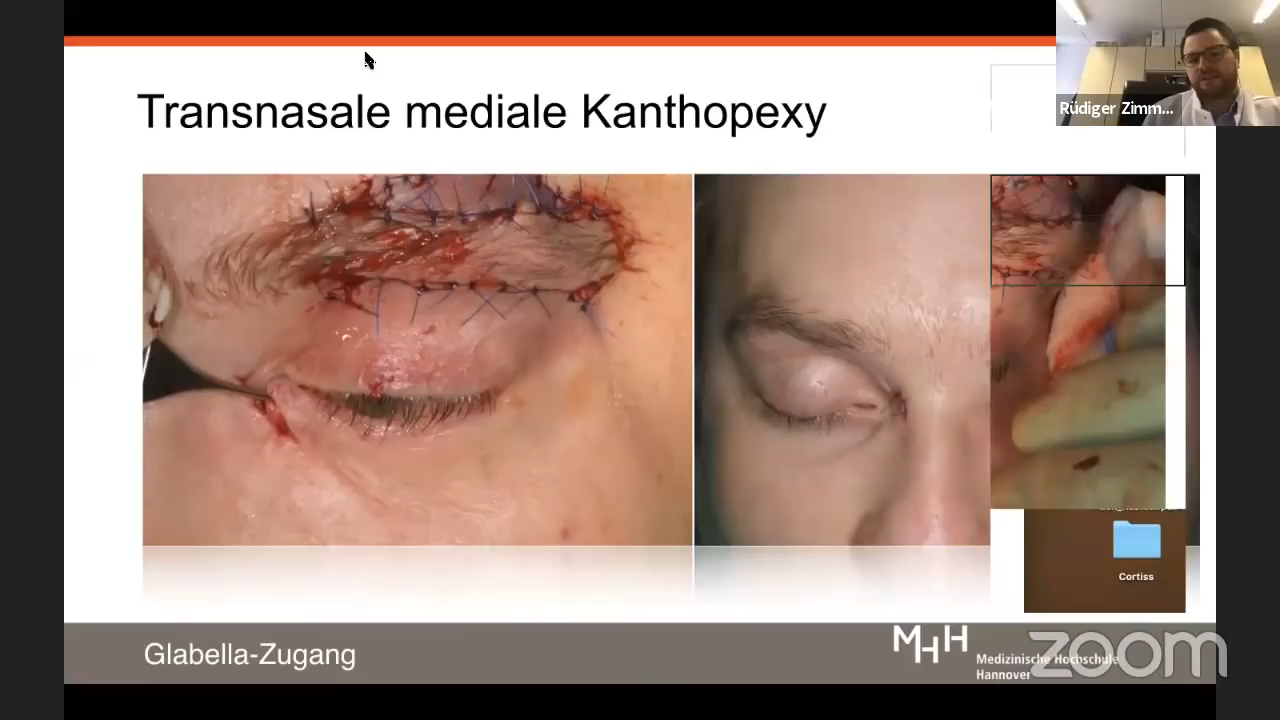 Rüdiger Zimm...
Transnasale mediale Kanthopexy
Cortiss
Glabella-Zugang
MHH
Medizinische Hochschule
Hannover
zoom